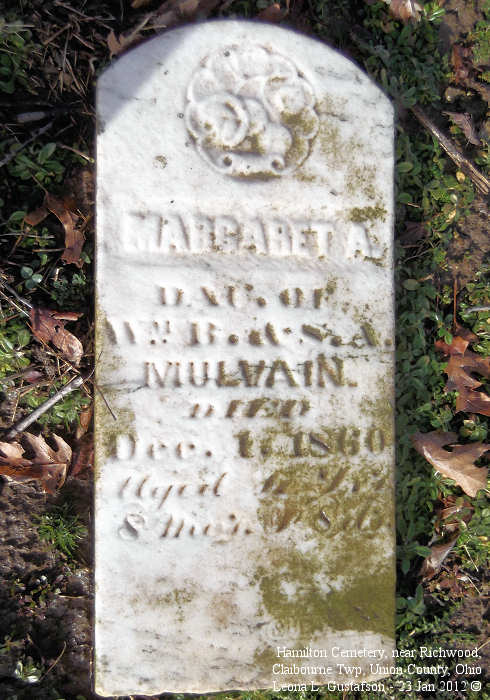 MARGARET A.
DAU. OF
Wm. B. & S. A.
MULVAIN.
DIED
Dec. 1, 1860
Aged
8 Mo's.
Hamilton Cemetery, near Richwood,
Claibourne Twp, Union County, Ohio
Leona L. Gustafson - 23 Jan 2012 ©